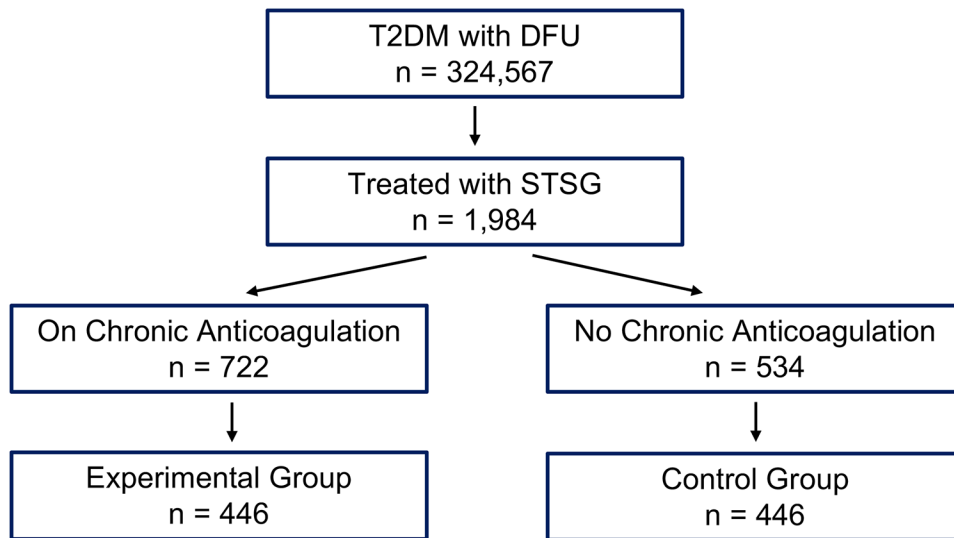 T2DM with DFU
n = 324,567
Treated with STSG
n = 1,984
On Chronic Anticoagulation
n = 722
No Chronic Anticoagulation
n = 534
Experimental Group
n = 446
Control Group
n = 446